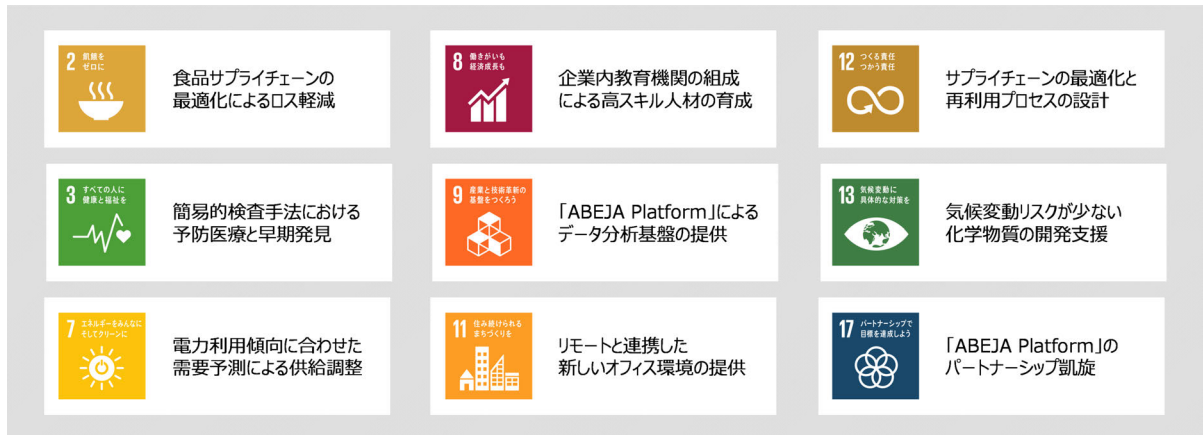 2 飢餓を
ゼロに
食品サプライチェーンの
最適化によるロス軽減
8 働きがいも
経済成長も
企業内教育機関の組成
による高スキル人材の育成
12 つくる責任
つかう責任
サプライチェーンの最適化と
再利用プロセスの設計
3 すべての人に
健康と福祉を
簡易的検査手法における
予防医療と早期発見
9 産業と技術革新の
基盤をつくろう
「ABEJA Platform」による
データ分析基盤の提供
13 気候変動に
具体的な対策を
気候変動リスクが少ない
化学物質の開発支援
7 エネルギーをみんなに
そしてクリーンに
電力利用傾向に合わせた
需要予測による供給調整
11 住み続けられる
まちづくりを
リモートと連携した
新しいオフィス環境の提供
17 パートナーシップで
目標を達成しよう
「ABEJA Platform」の
パートナーシップ凱旋